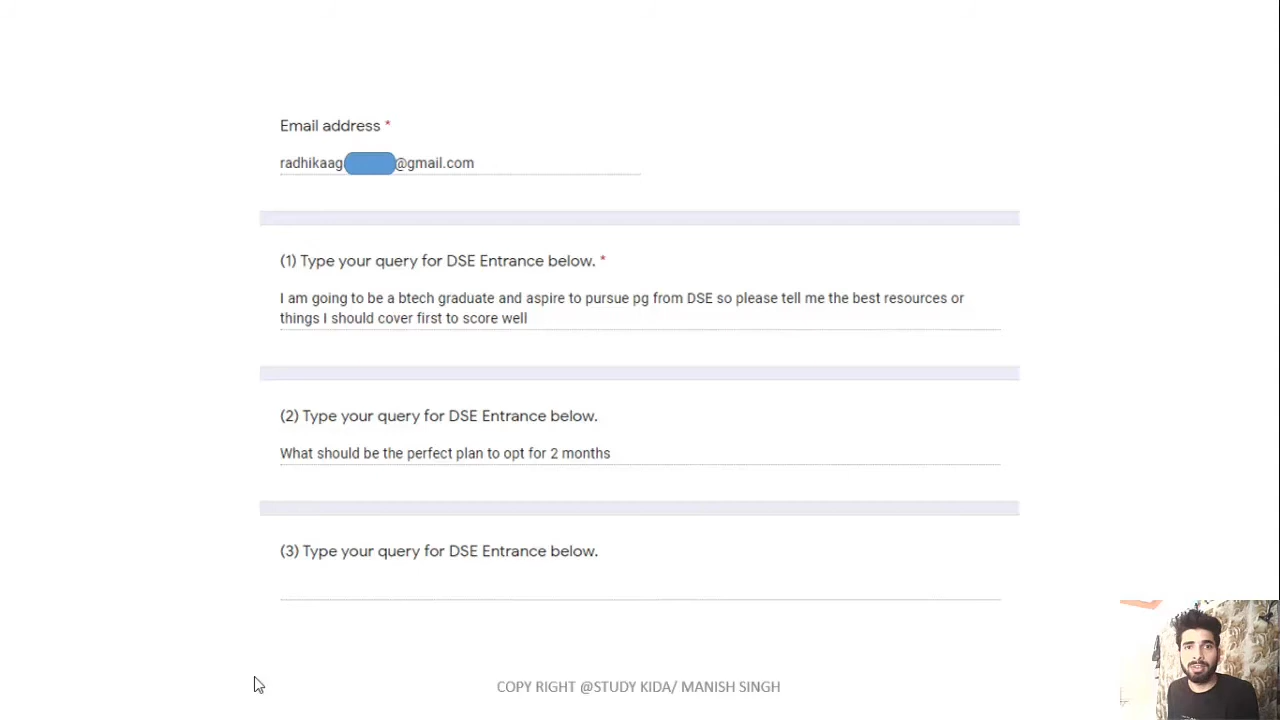 Email address *
radhikaag @gmail.com
(1) Type your query for DSE Entrance below. *
I am going to be a btech graduate and aspire to pursue pg from DSE so please tell me the best resources or
things I should cover first to score well
(2) Type your query for DSE Entrance below.
What should be the perfect plan to opt for 2 months
(3) Type your query for DSE Entrance below.
COPY RIGHT @STUDY KIDA/ MANISH SINGH